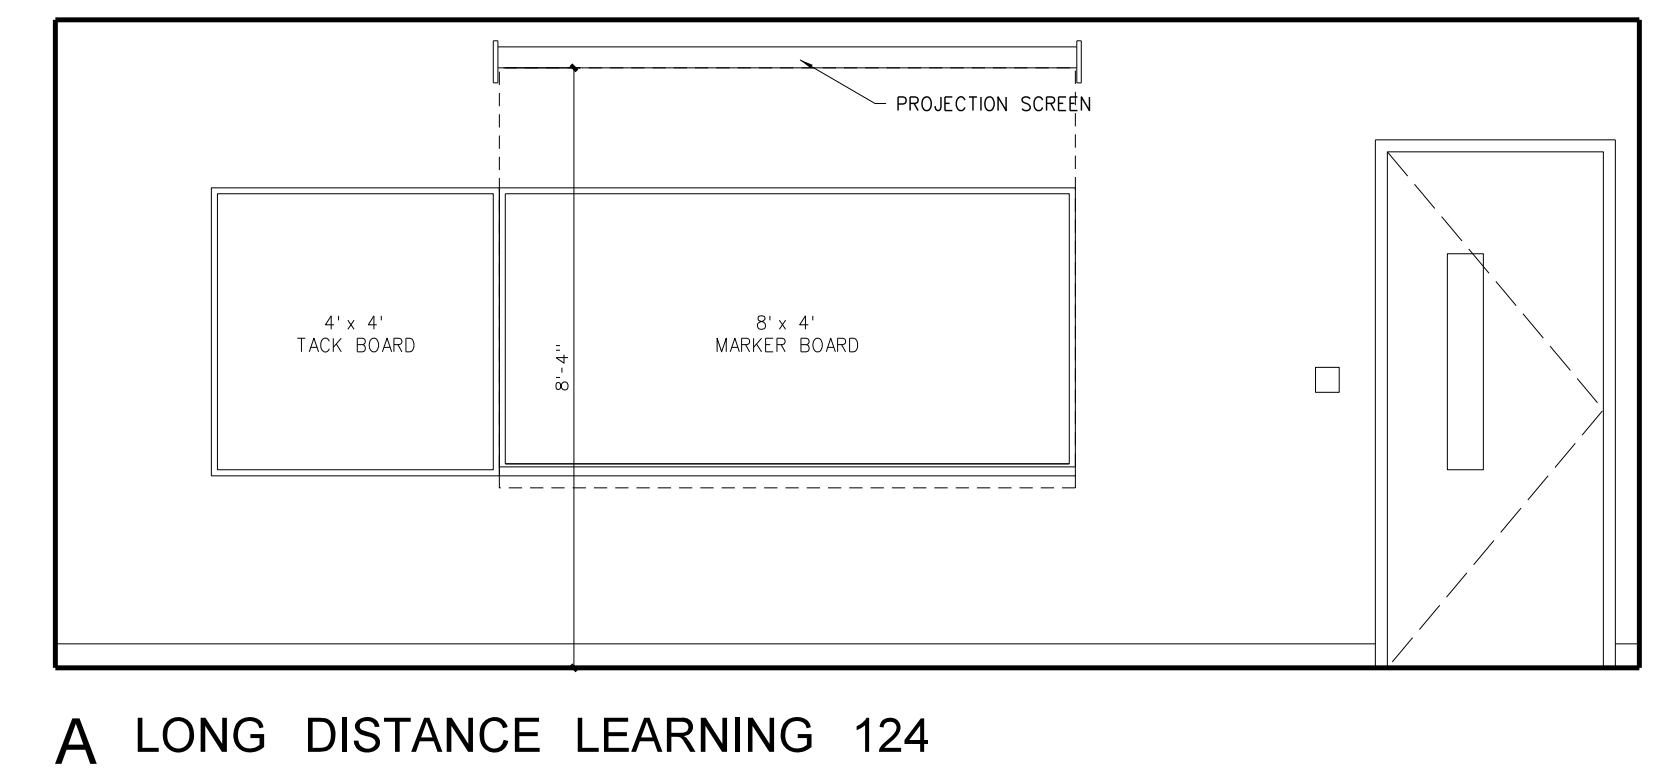 PROJECTION SCREEN
4' x 4'
TACK BOARD
8' x 4'
MARKER BOARD
8'-4"
A LONG DISTANCE LEARNING 124